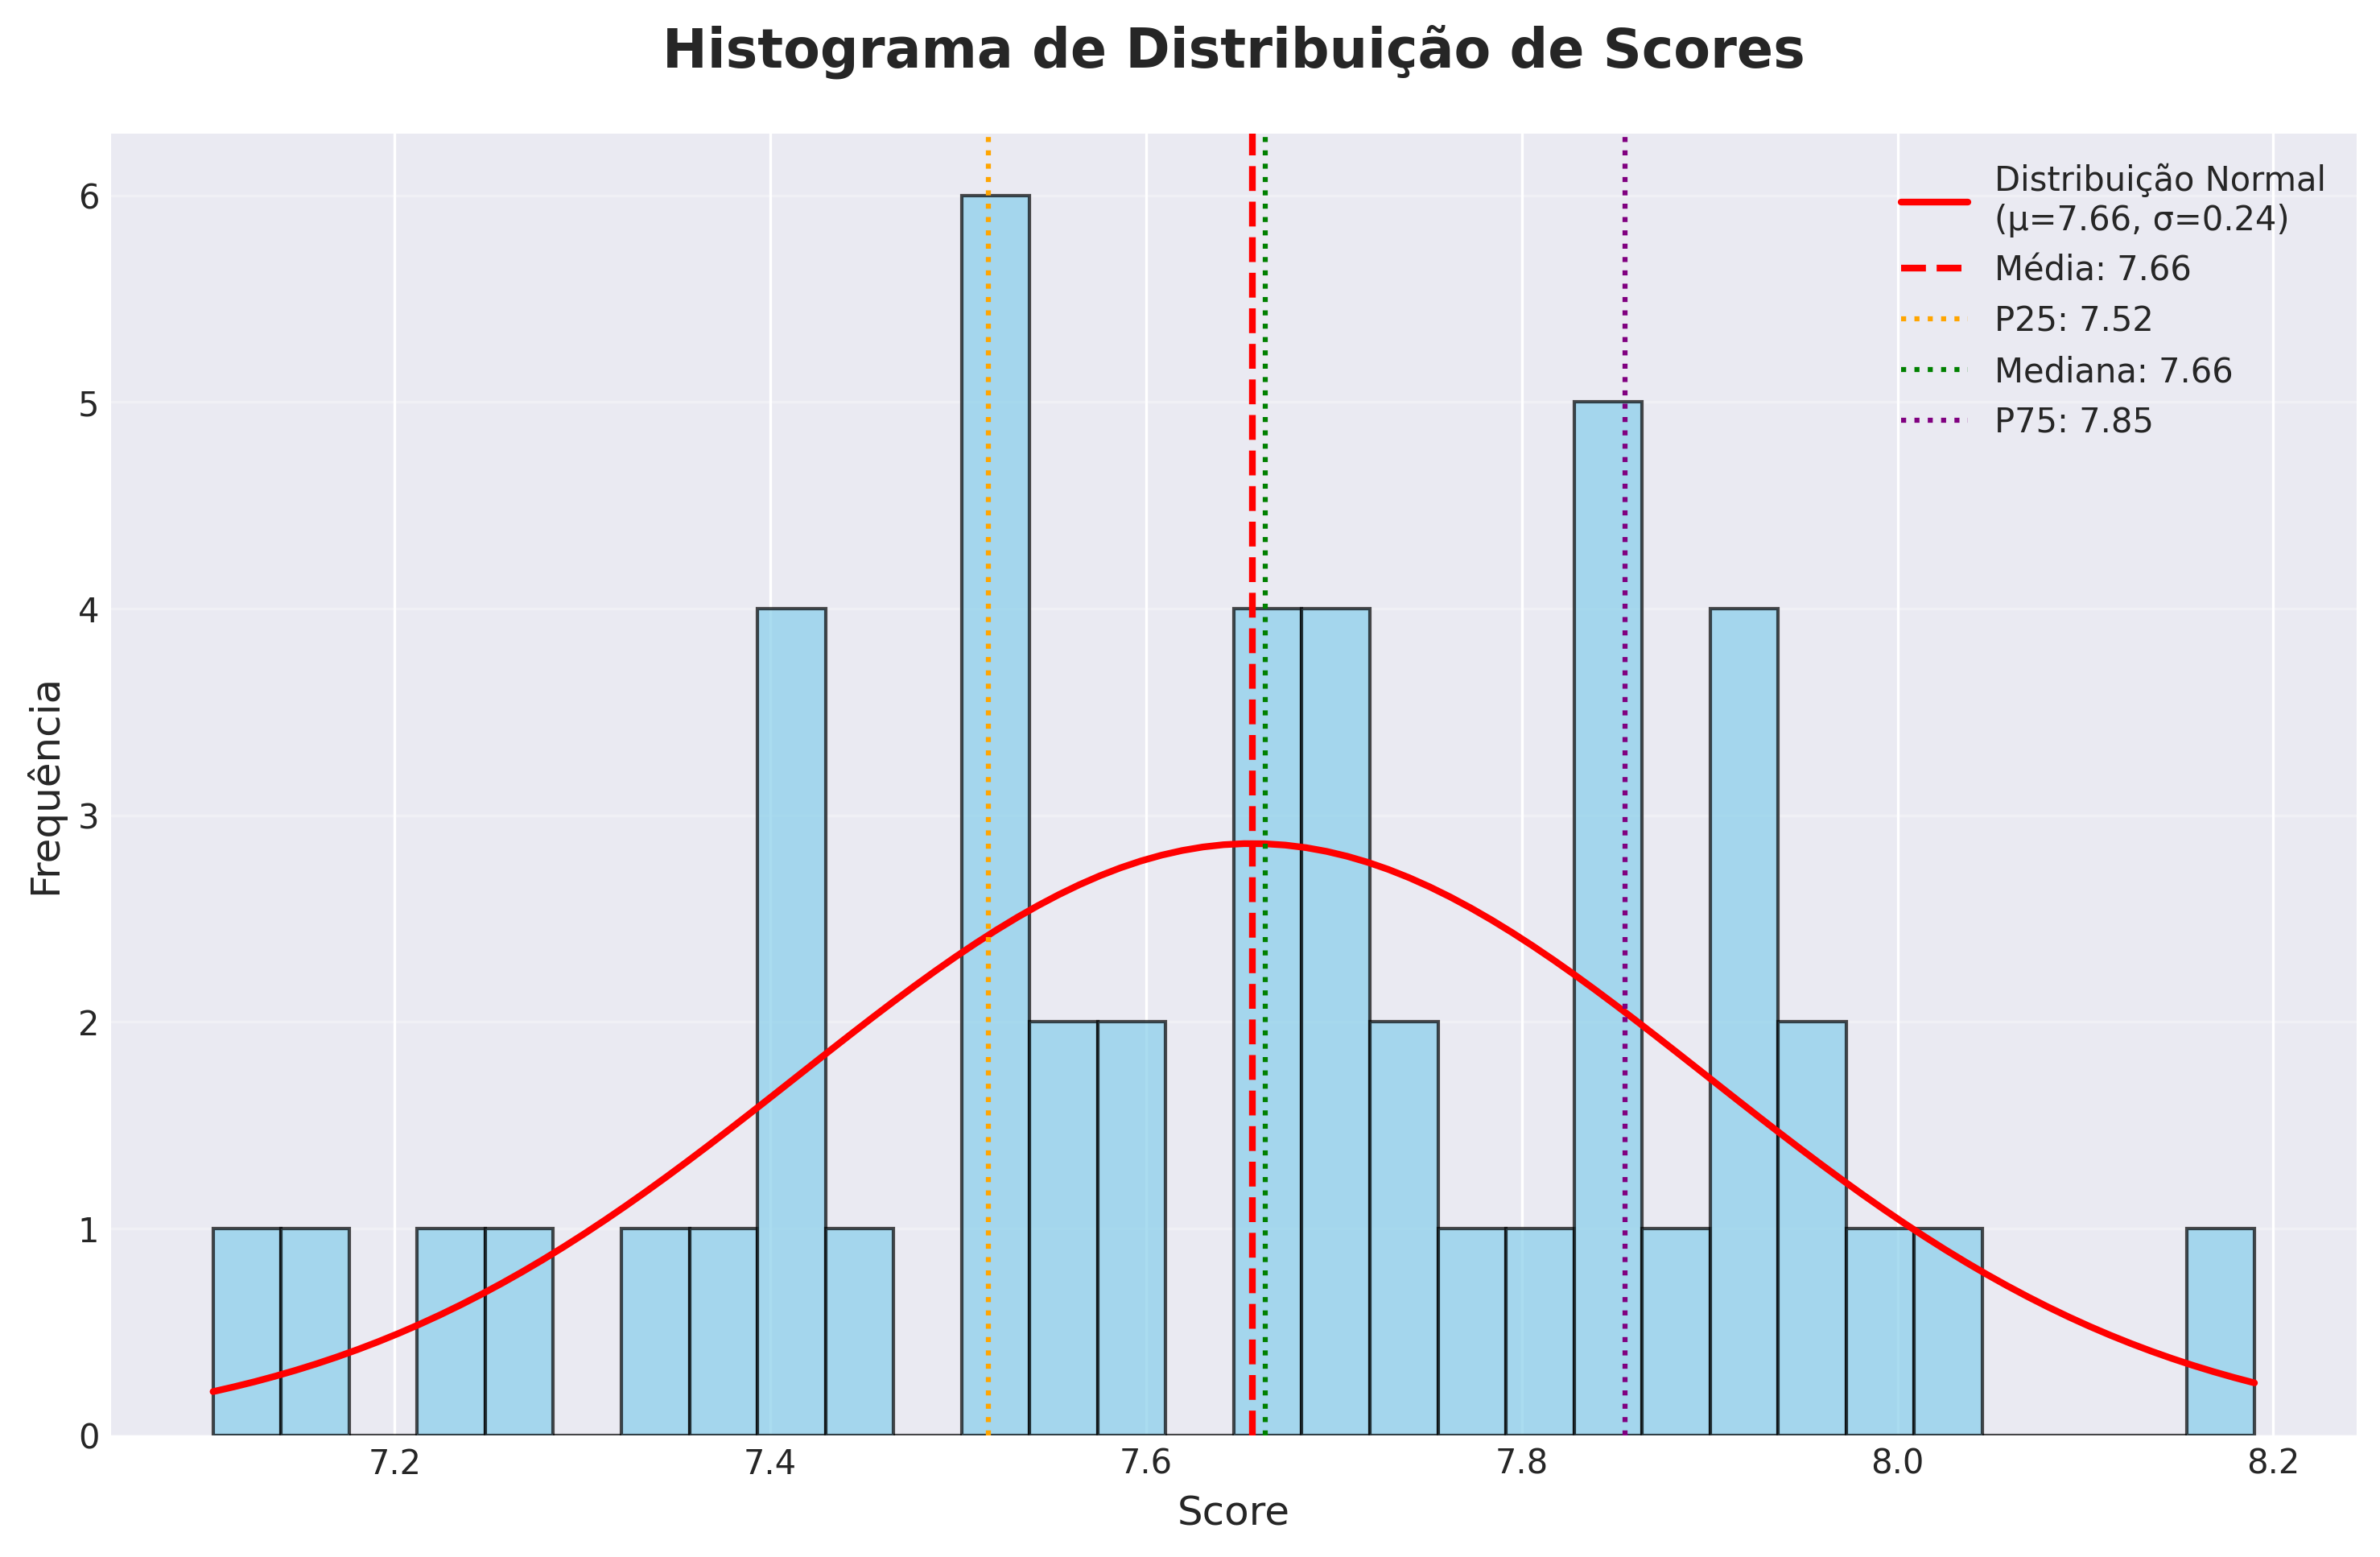 Histograma de Distribuição de Scores
Distribuição Normal
(μ=7.66, σ=0.24)
Média: 7.66
P25: 7.52
Mediana: 7.66
P75: 7.85
Frequência
6
5
4
3
2
1
0
7.2
7.4
7.6
7.8
8.0
8.2
Score